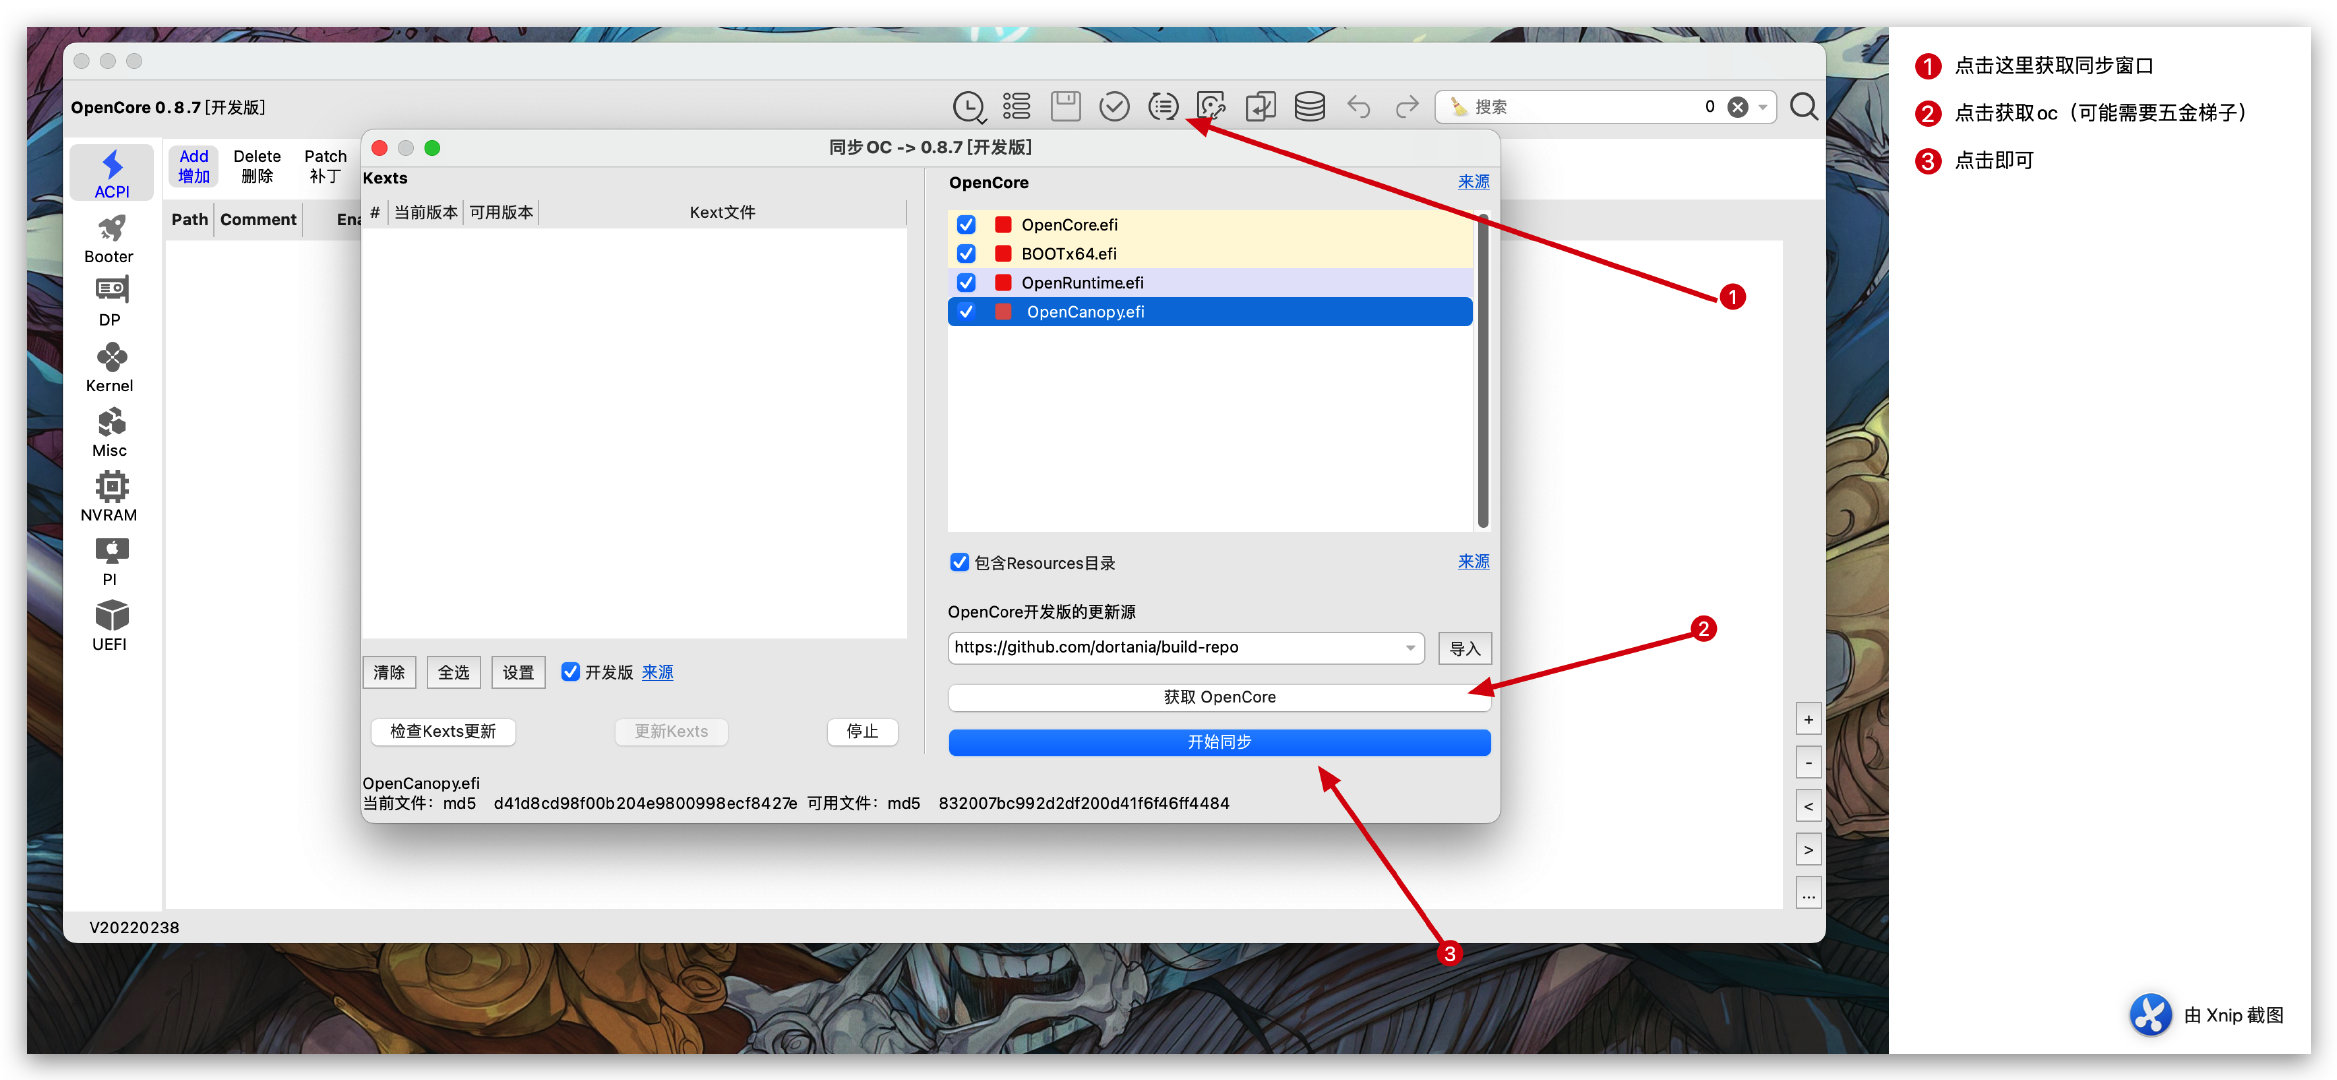 OpenCore 0.8.7 [开发版]
搜索
0
ACPI
Booter
DP
Kernel
Misc
NVRAM
PI
UEFI
Add
增加
Delete
删除
Patch
补丁
Path
Comment
Ena
同步OC -> 0.8.7 [开发版]
Kexts
# 当前版本 可用版本 Kext文件
清除 全选 设置 开发版 来源
检查Kexts更新 更新Kexts 停止
OpenCore 来源
OpenCore.efi
BOOTx64.efi
OpenRuntime.efi
OpenCanopy.efi
包含Resources目录 来源
OpenCore开发版的更新源
https://github.com/dortania/build-repo 导入
获取 OpenCore
开始同步
OpenCanopy.efi
当前文件：md5 d41d8cd98f00b204e9800998ecf8427e 可用文件：md5 832007bc992d2df200d41f6f46ff4484
+
-
<
>
...
V20220238
1
2
3
1 点击这里获取同步窗口
2 点击获取oc（可能需要五金梯子）
3 点击即可
由 Xnip 截图